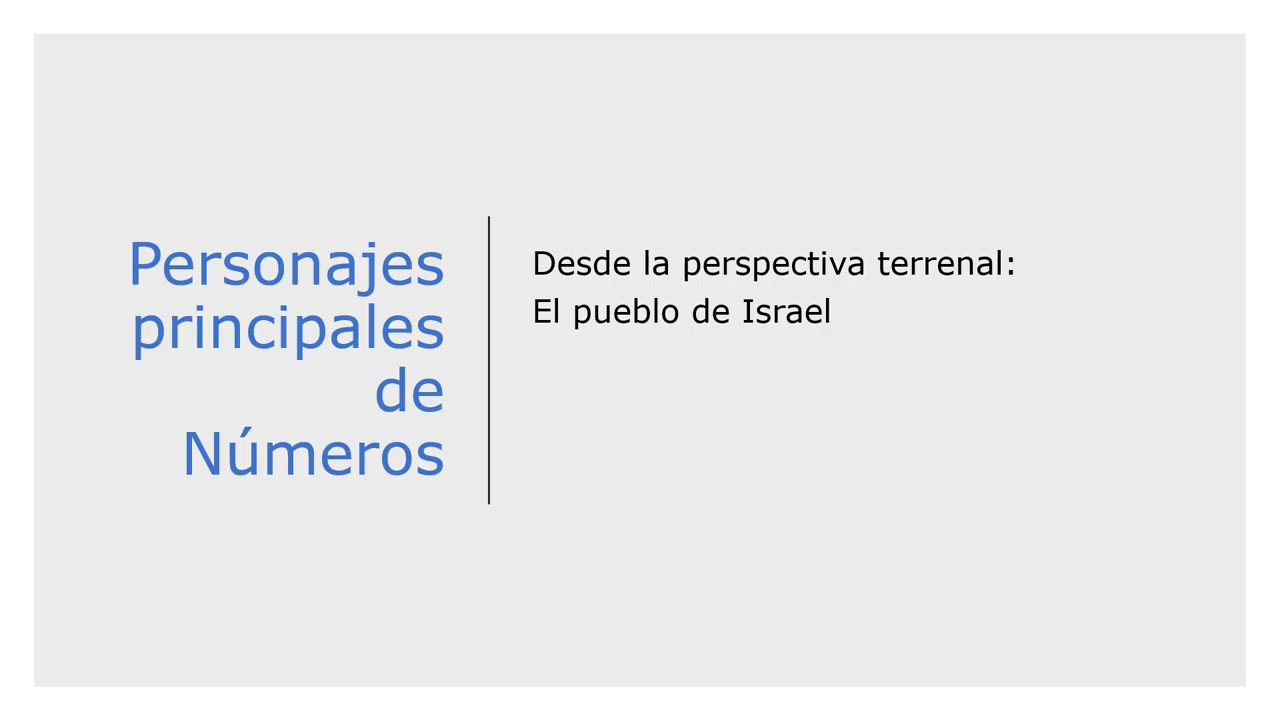 Personajes
principales
de
Números
Desde la perspectiva terrenal:
El pueblo de Israel